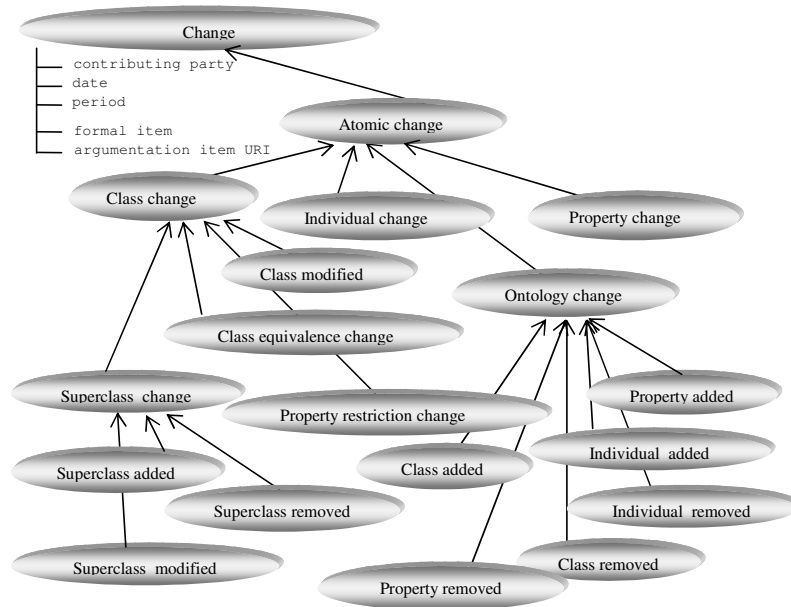 Change
contributing party
date
period
formal item
argumentation item URI
Atomic change
Class change
Individual change
Property change
Class modified
Ontology change
Class equivalence change
Superclass change
Property restriction change
Property added
Superclass added
Class added
Individual added
Superclass removed
Individual removed
Superclass modified
Class removed
Property removed